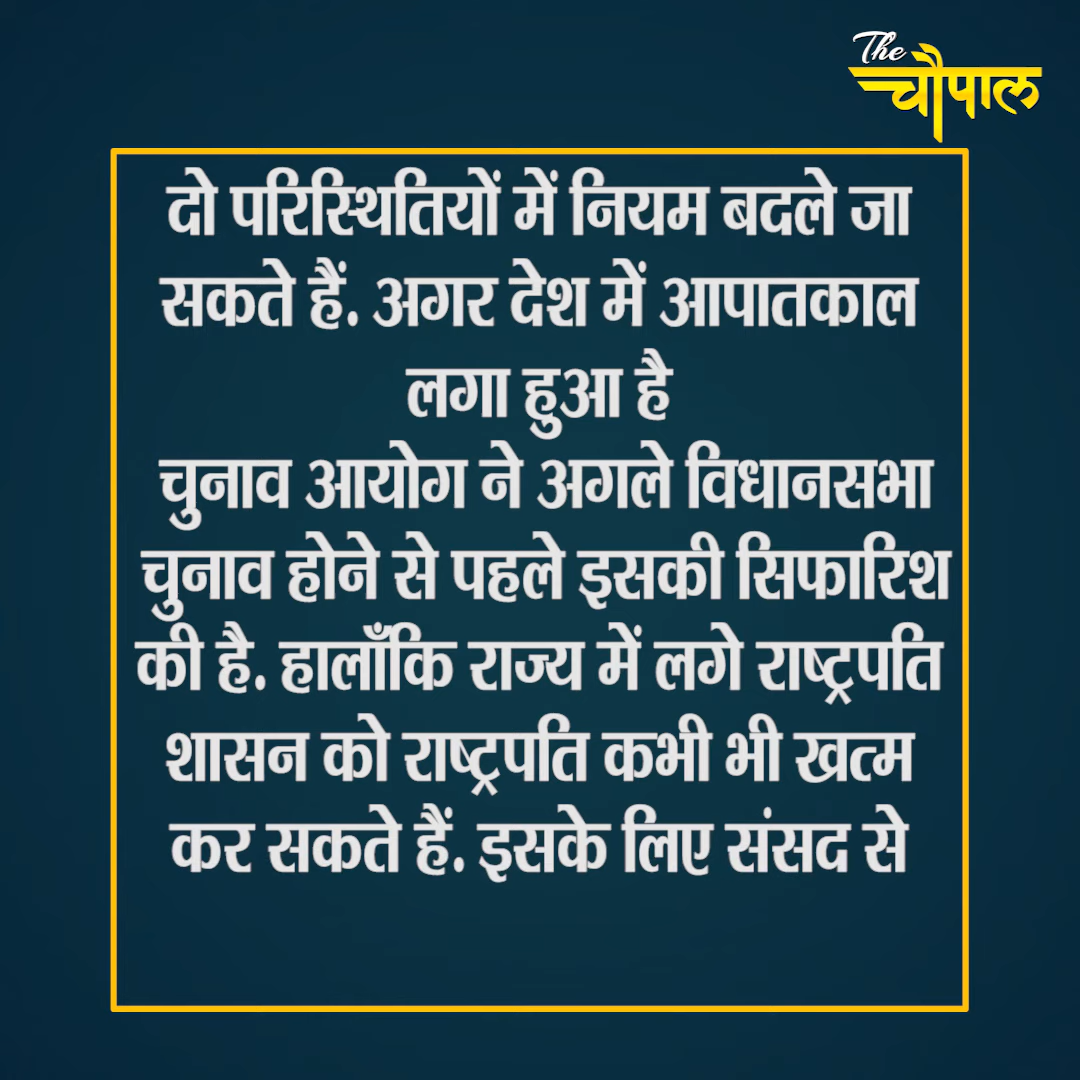 The
चौपाल
दो परिस्थितियों में नियम बदले जा
सकते हैं. अगर देश में आपातकाल
लगा हुआ है
चुनाव आयोग ने अगले विधानसभा
चुनाव होने से पहले इसकी सिफारिश
की है. हालाँकि राज्य में लगे राष्ट्रपति
शासन को राष्ट्रपति कभी भी खत्म
कर सकते हैं. इसके लिए संसद से